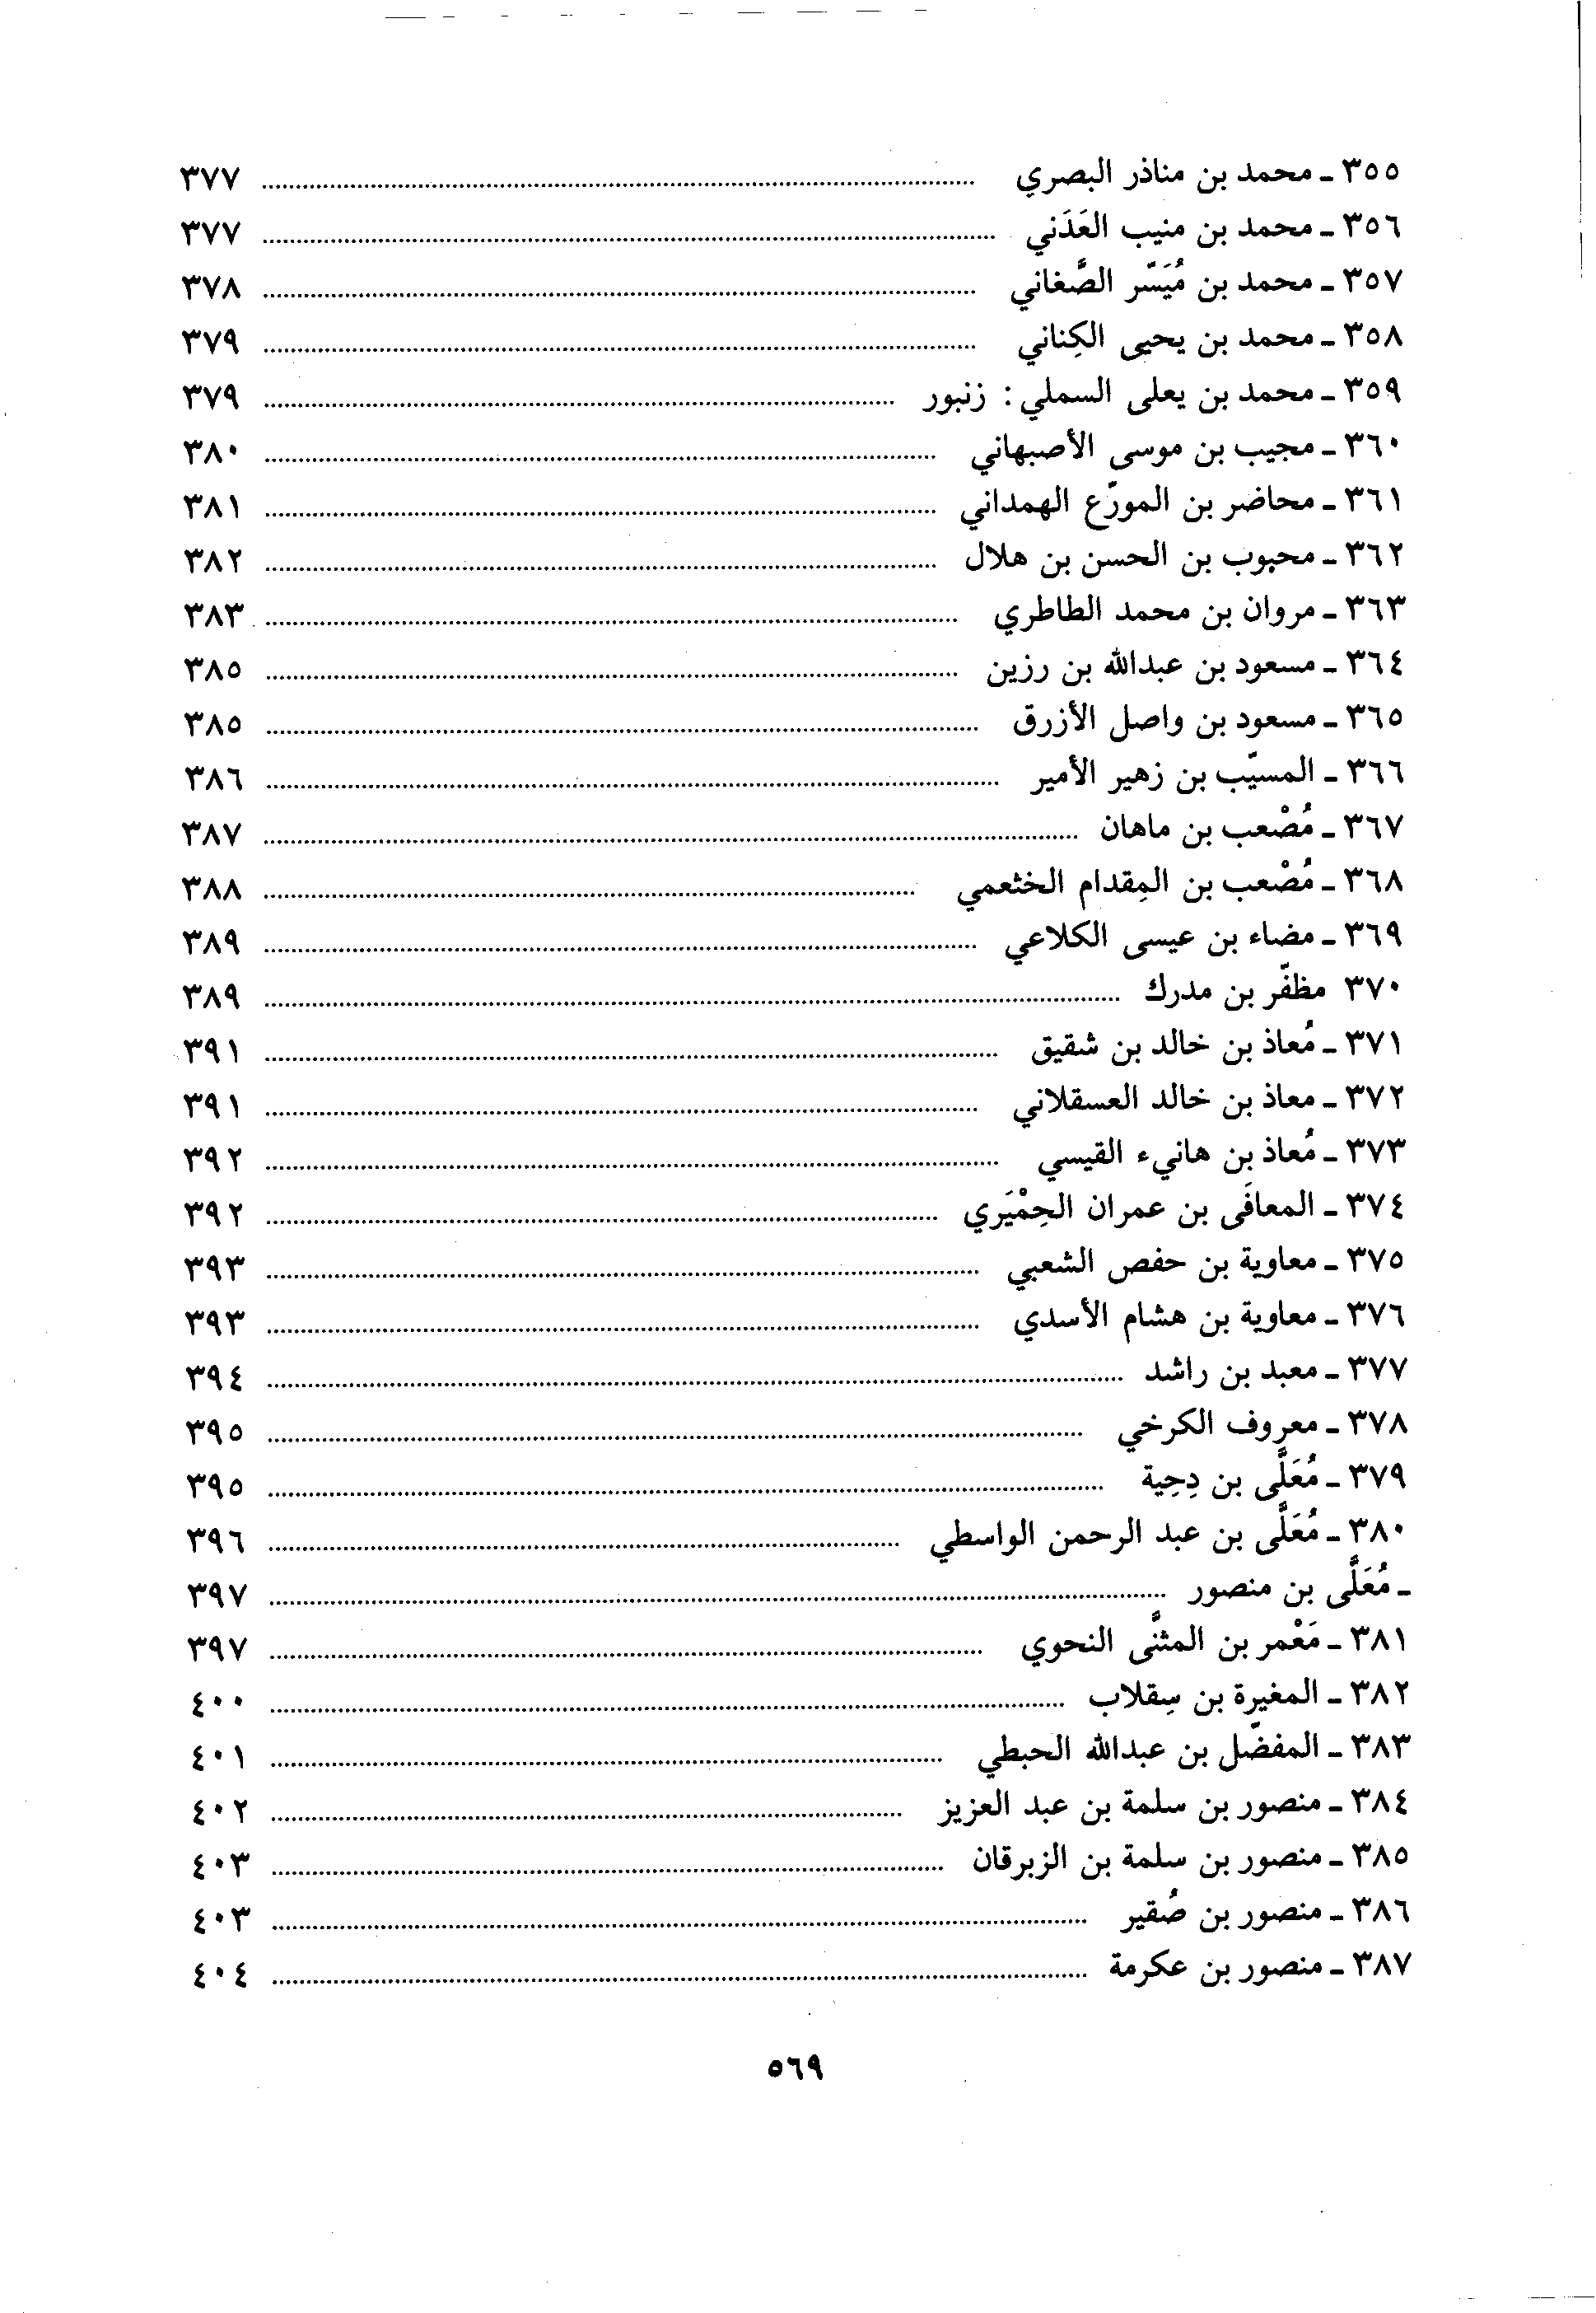 ٣٥٥ ـ محمد بن مناذر البصري ........ ٣٧٧
٣٥٦ ـ محمد بن منيب العَدَني ........ ٣٧٧
٣٥٧ ـ محمد بن مُيَسّر الصَّغاني ........ ٣٧٨
٣٥٨ ـ محمد بن يحيى الكِناني ........ ٣٧٩
٣٥٩ ـ محمد بن يعلى السملي : زنبور ........ ٣٧٩
٣٦٠ ـ مجيب بن موسى الأصبهاني ........ ٣٨٠
٣٦١ ـ محاضر بن المورّع الهمداني ........ ٣٨١
٣٦٢ ـ محبوب بن الحسن بن هلال ........ ٣٨٢
٣٦٣ ـ مروان بن محمد الطاطري ........ ٣٨٣
٣٦٤ ـ مسعود بن عبدالله بن رزين ........ ٣٨٥
٣٦٥ ـ مسعود بن واصل الأزرق ........ ٣٨٥
٣٦٦ ـ المسيّب بن زهير الأمير ........ ٣٨٦
٣٦٧ ـ مُصْعب بن ماهان ........ ٣٨٧
٣٦٨ ـ مُصْعب بن المِقدام الخثعمي ........ ٣٨٨
٣٦٩ ـ مضاء بن عيسى الكلاعي ........ ٣٨٩
٣٧٠ مظفّر بن مدرك ........ ٣٨٩
٣٧١ ـ مُعاذ بن خالد بن شقيق ........ ٣٩١
٣٧٢ ـ معاذ بن خالد العسقلاني ........ ٣٩١
٣٧٣ ـ مُعاذ بن هانيء القيسي ........ ٣٩٢
٣٧٤ ـ المعافَى بن عمران الحِمْيَري ........ ٣٩٢
٣٧٥ ـ معاوية بن حفص الشعبي ........ ٣٩٣
٣٧٦ ـ معاوية بن هشام الأسدي ........ ٣٩٣
٣٧٧ ـ معبد بن راشد ........ ٣٩٤
٣٧٨ ـ معروف الكرخي ........ ٣٩٥
٣٧٩ ـ مُعَلَّى بن دِحِية ........ ٣٩٥
٣٨٠ ـ مُعَلَّى بن عبد الرحمن الواسطي ........ ٣٩٦
ـ مُعَلَّى بن منصور ........ ٣٩٧
٣٨١ ـ مَعْمر بن المثنَّى النحوي ........ ٣٩٧
٣٨٢ ـ المغيرة بن سِقلاب ........ ٤٠٠
٣٨٣ ـ المفضّل بن عبدالله الحبطي ........ ٤٠١
٣٨٤ ـ منصور بن سلمة بن عبد العزيز ........ ٤٠٢
٣٨٥ ـ منصور بن سلمة بن الزبرقان ........ ٤٠٣
٣٨٦ ـ منصور بن صُقير ........ ٤٠٣
٣٨٧ ـ منصور بن عكرمة ........ ٤٠٤
٥٦٩